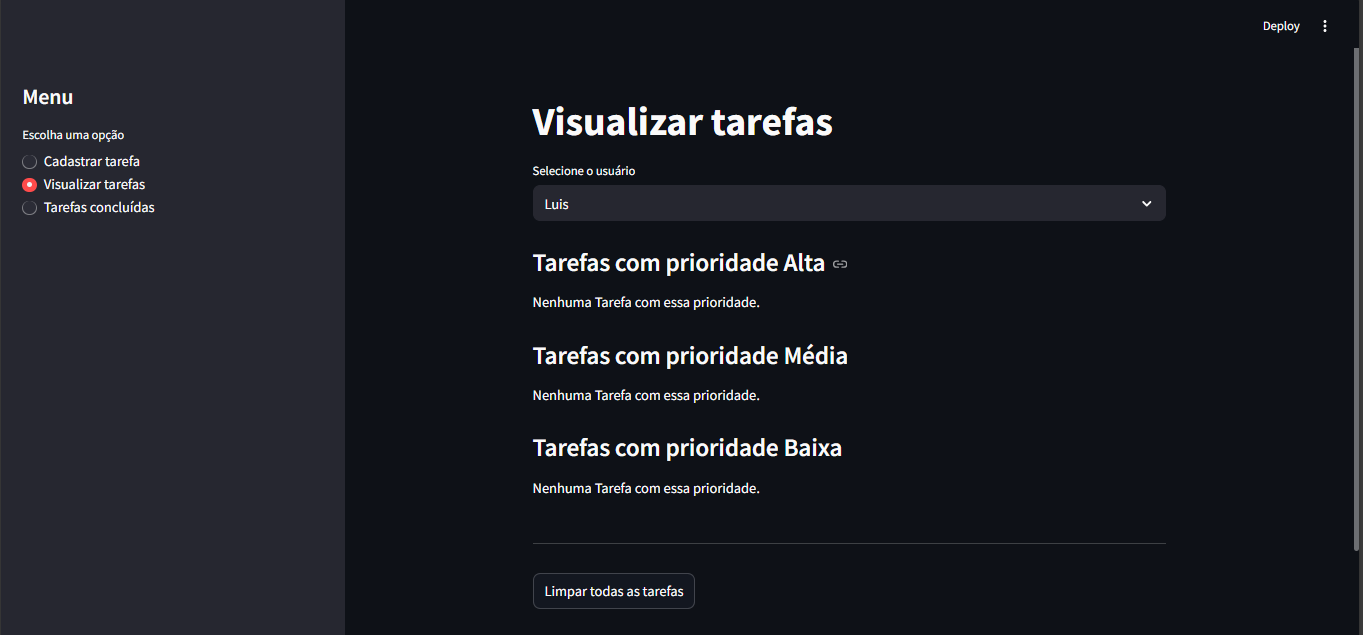 Deploy
Menu
Escolha uma opção
Cadastrar tarefa
Visualizar tarefas
Tarefas concluídas
Visualizar tarefas
Selecione o usuário
Luis
Tarefas com prioridade Alta
Nenhuma Tarefa com essa prioridade.
Tarefas com prioridade Média
Nenhuma Tarefa com essa prioridade.
Tarefas com prioridade Baixa
Nenhuma Tarefa com essa prioridade.
Limpar todas as tarefas